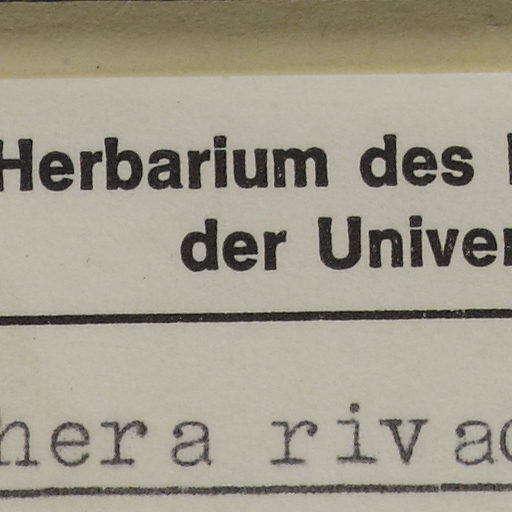 Herbarium des
der Univer
hera riva